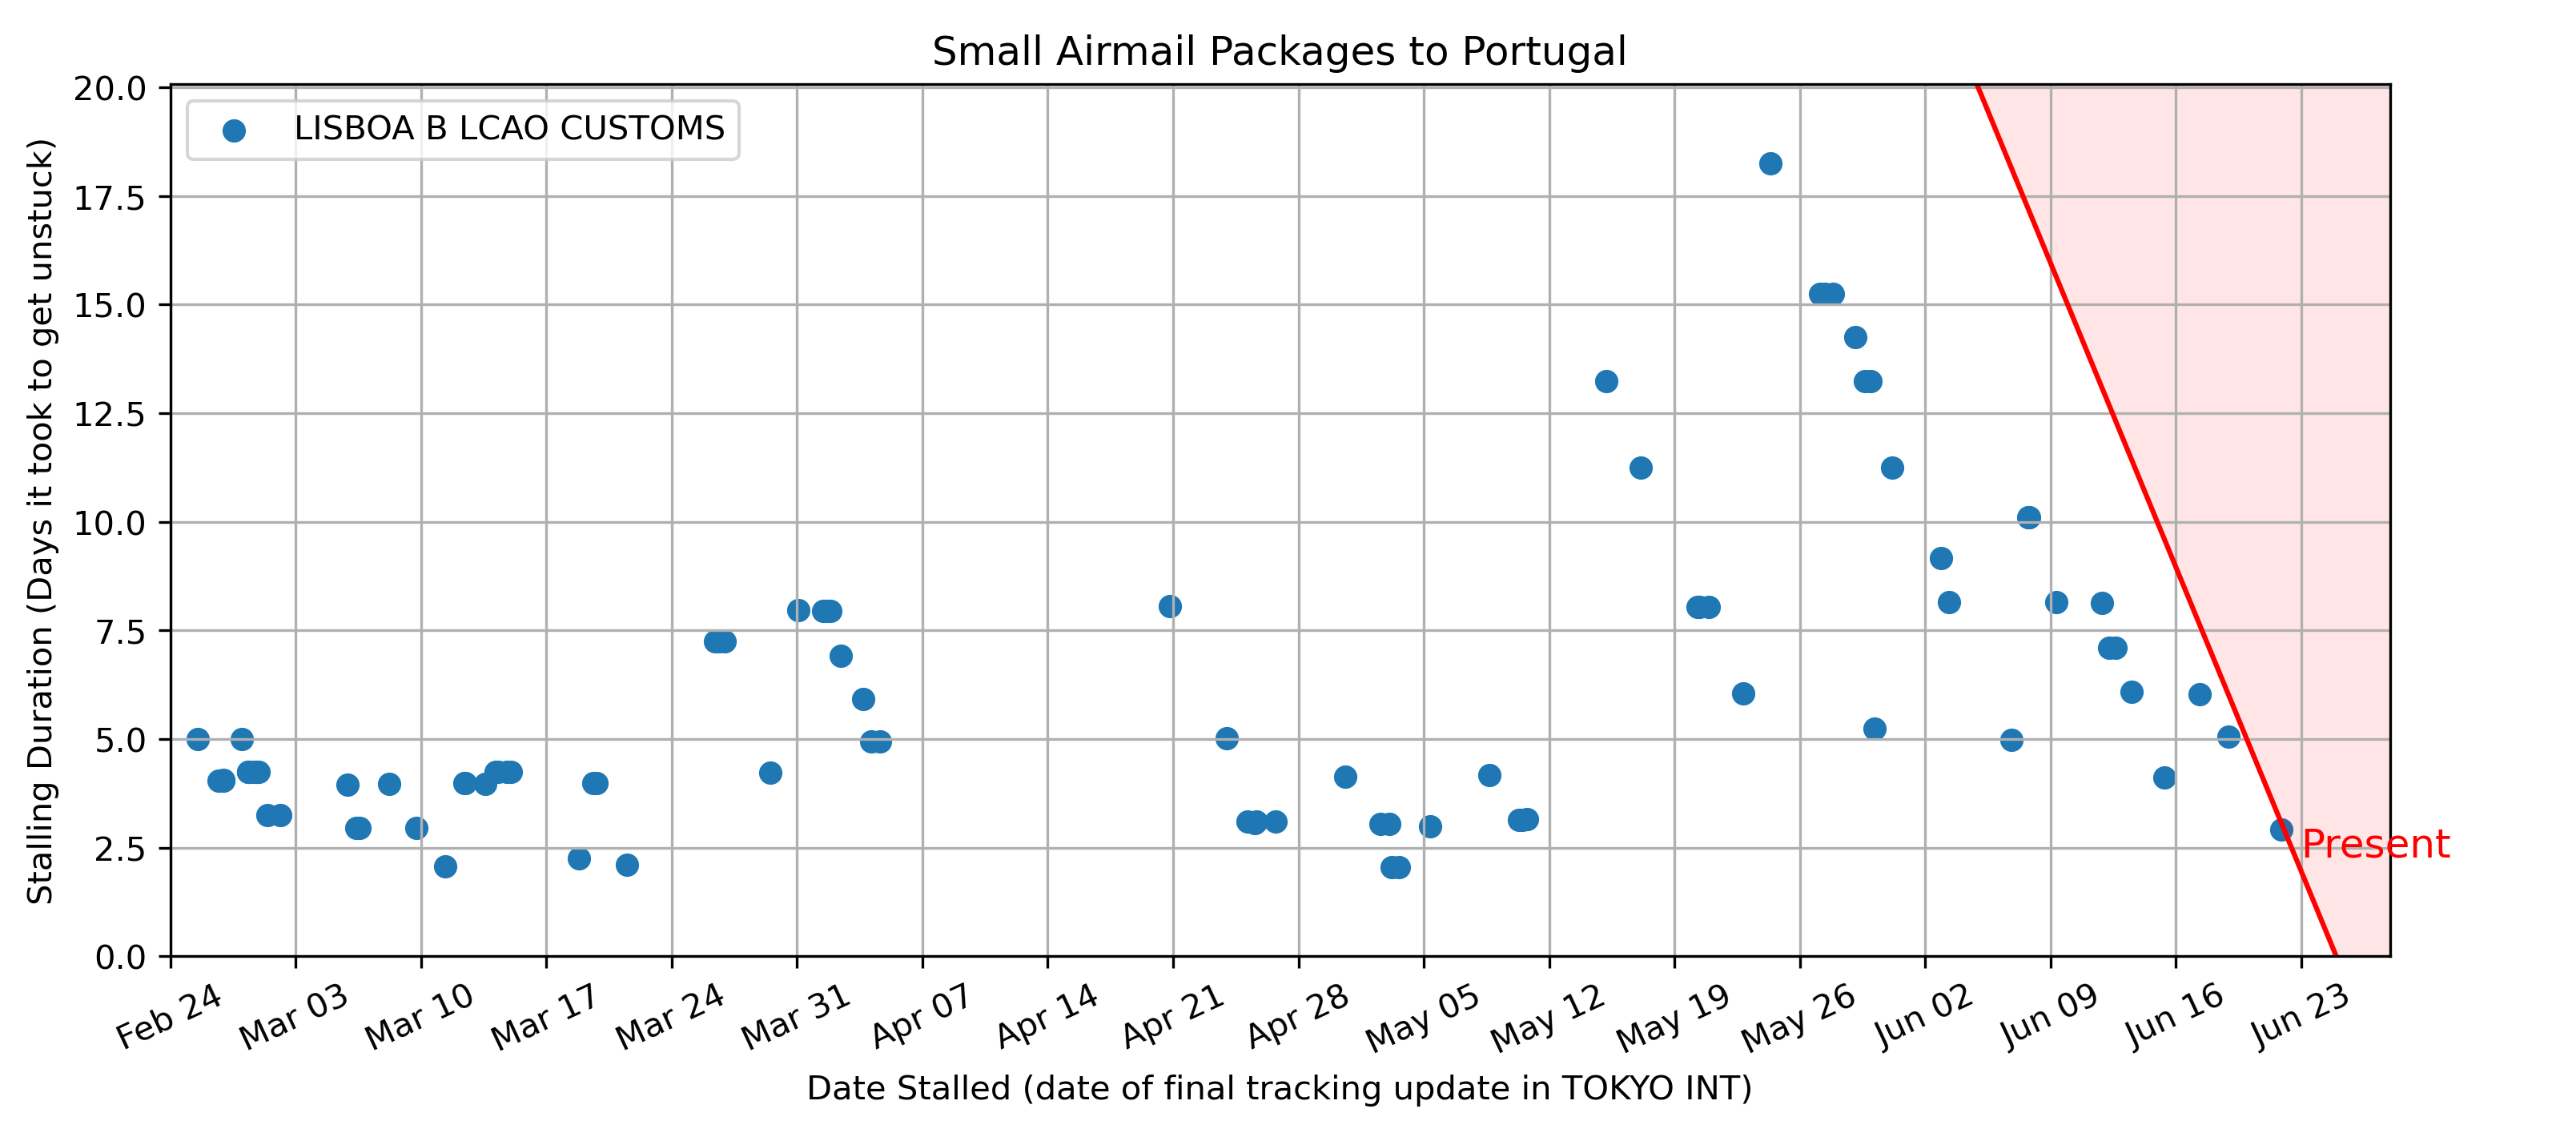 Small Airmail Packages to Portugal
LISBOA B LCAO CUSTOMS
Stalling Duration (Days it took to get unstuck)
20.0
17.5
15.0
12.5
10.0
7.5
5.0
2.5
0.0
Present
Feb 24
Mar 03
Mar 10
Mar 17
Mar 24
Mar 31
Apr 07
Apr 14
Apr 21
Apr 28
May 05
May 12
May 19
May 26
Jun 02
Jun 09
Jun 16
Jun 23
Date Stalled (date of final tracking update in TOKYO INT)